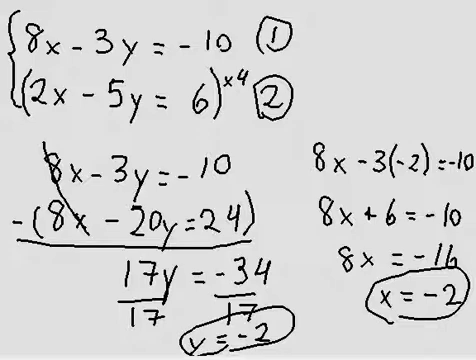 8x - 3y = -10 ①
(2x - 5y = 6)^x4 ②
8x - 3y = -10
-(8x - 20y = 24)
17y = -34
17 17
y = -2
8x - 3(-2) = -10
8x + 6 = -10
8x = -16
x = -2